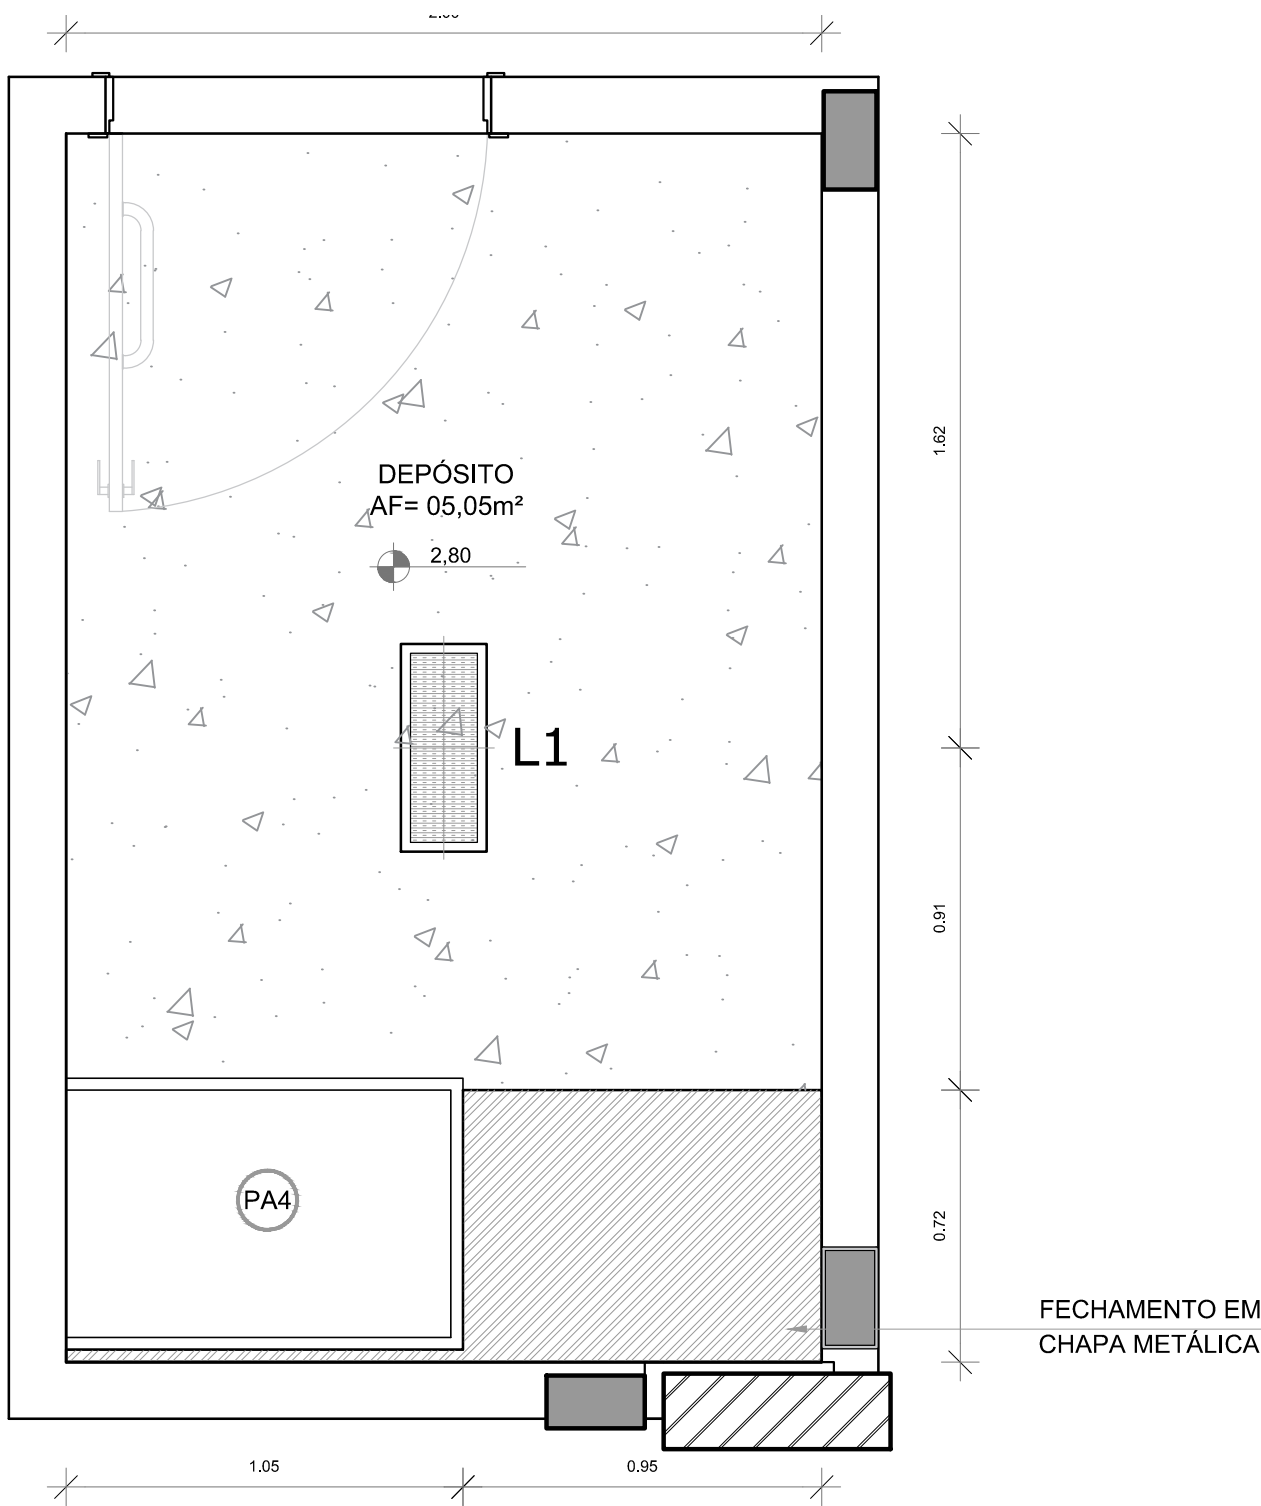 DEPÓSITO
AF= 05,05m²
2,80
L1
1.62
0.91
PA4
0.72
FECHAMENTO EM
CHAPA METÁLICA
1.05
0.95